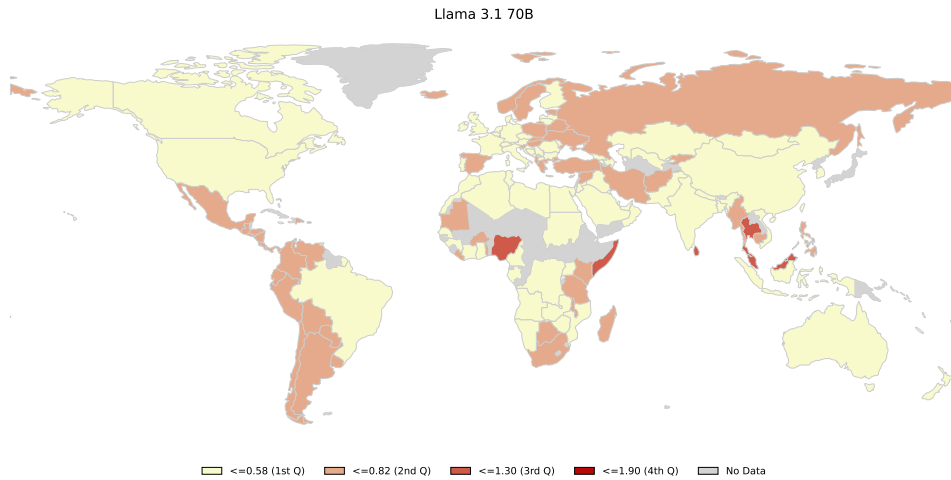 Llama 3.1 70B
<=0.58 (1st Q) <=0.82 (2nd Q) <=1.30 (3rd Q) <=1.90 (4th Q) No Data